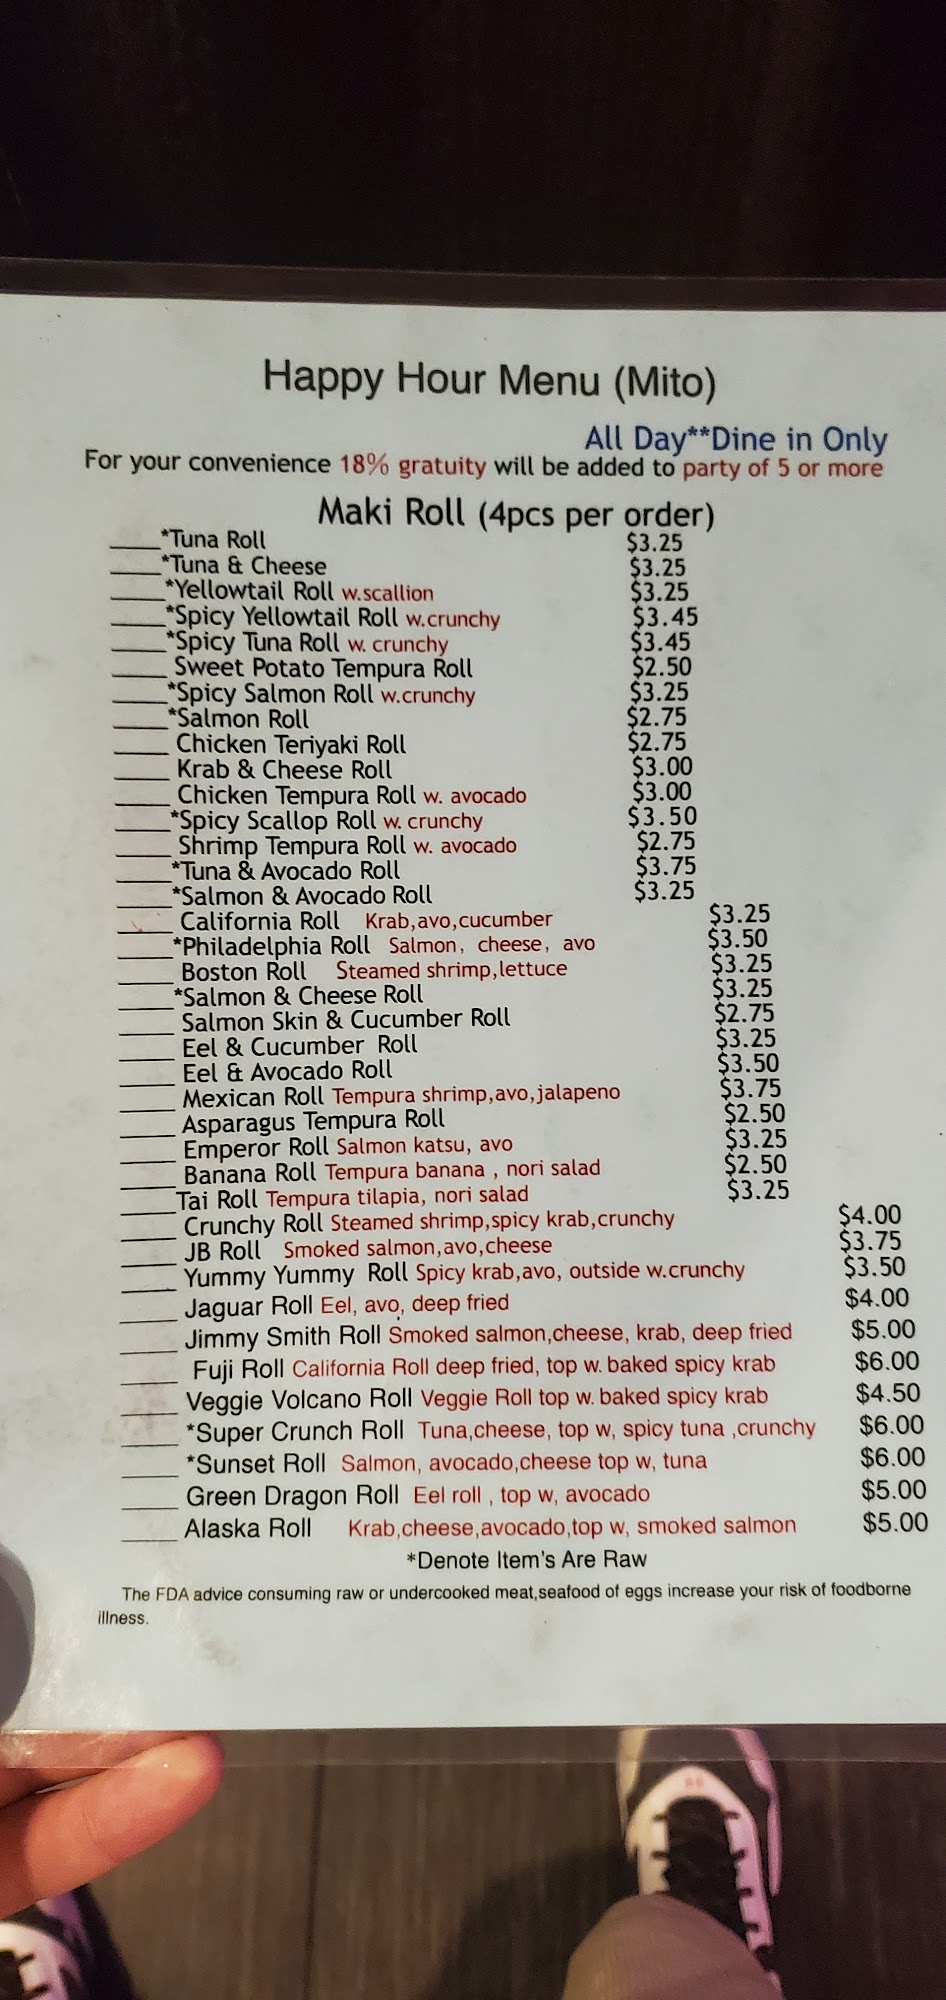 Happy Hour Menu (Mito)
All Day**Dine in Only
For your convenience 18% gratuity will be added to party of 5 or more
Maki Roll (4pcs per order)
*Tuna Roll $3.25
*Tuna & Cheese $3.25
*Yellowtail Roll w.scallion $3.25
*Spicy Yellowtail Roll w.crunchy $3.45
*Spicy Tuna Roll w. crunchy $3.45
Sweet Potato Tempura Roll $2.50
*Spicy Salmon Roll w.crunchy $3.25
*Salmon Roll $2.75
Chicken Teriyaki Roll $2.75
Krab & Cheese Roll $3.00
Chicken Tempura Roll w. avocado $3.00
*Spicy Scallop Roll w. crunchy $3.50
Shrimp Tempura Roll w. avocado $2.75
*Tuna & Avocado Roll $3.75
*Salmon & Avocado Roll $3.25
California Roll Krab,avo,cucumber $3.25
*Philadelphia Roll Salmon, cheese, avo $3.50
Boston Roll Steamed shrimp,lettuce $3.25
*Salmon & Cheese Roll $3.25
Salmon Skin & Cucumber Roll $2.75
Eel & Cucumber Roll $3.25
Eel & Avocado Roll $3.50
Mexican Roll Tempura shrimp,avo,jalapeno $3.75
Asparagus Tempura Roll $2.50
Emperor Roll Salmon katsu, avo $3.25
Banana Roll Tempura banana , nori salad $2.50
Tai Roll Tempura tilapia, nori salad $3.25
Crunchy Roll Steamed shrimp,spicy krab,crunchy $4.00
JB Roll Smoked salmon,avo,cheese $3.75
Yummy Yummy Roll Spicy krab,avo, outside w.crunchy $3.50
Jaguar Roll Eel, avo, deep fried $4.00
Jimmy Smith Roll Smoked salmon,cheese, krab, deep fried $5.00
Fuji Roll California Roll deep fried, top w. baked spicy krab $6.00
Veggie Volcano Roll Veggie Roll top w. baked spicy krab $4.50
*Super Crunch Roll Tuna,cheese, top w, spicy tuna ,crunchy $6.00
*Sunset Roll Salmon, avocado,cheese top w, tuna $6.00
Green Dragon Roll Eel roll , top w, avocado $5.00
Alaska Roll Krab,cheese,avocado,top w, smoked salmon $5.00
*Denote Item's Are Raw
The FDA advice consuming raw or undercooked meat,seafood of eggs increase your risk of foodborne
illness.